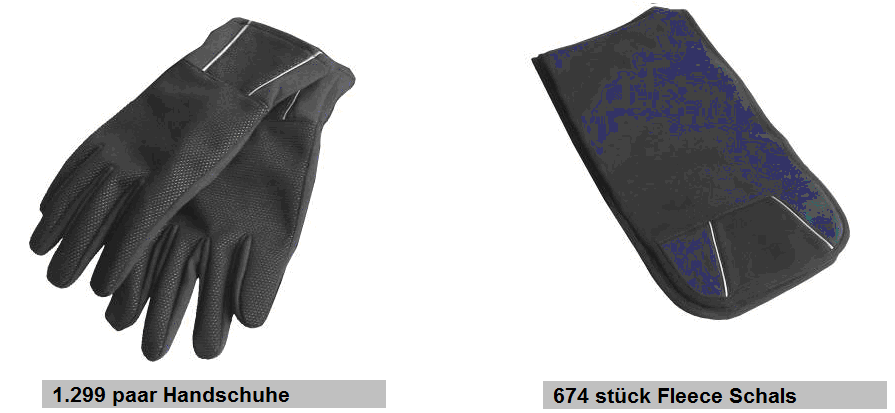 1.299 paar Handschuhe
674 stück Fleece Schals